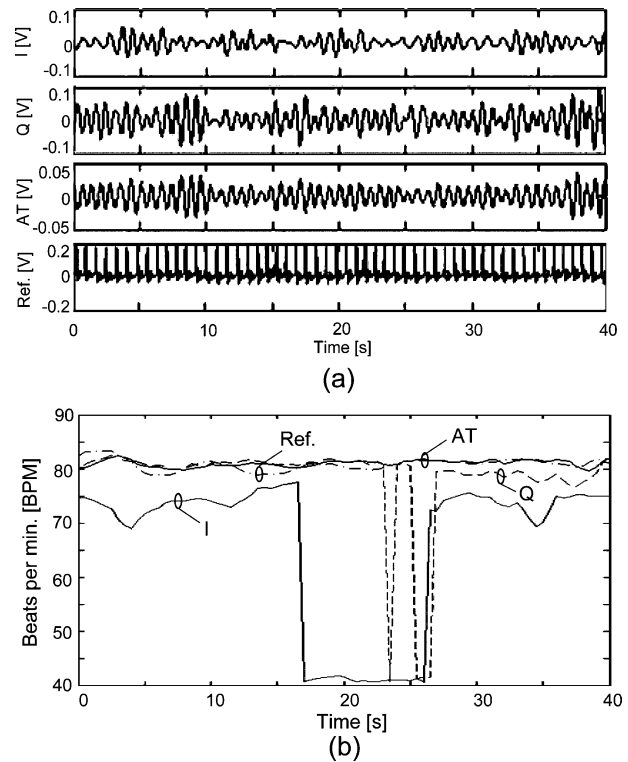 0.1
0
-0.1
I [V]
0.1
0
-0.1
Q [V]
0.05
0
-0.05
AT [V]
0.2
0
-0.2
Ref. [V]
0 10 20 30 40
Time [s]
(a)
90
80
70
60
50
40
Beats per min. [BPM]
Ref.
AT
I
Q
0 10 20 30 40
Time [s]
(b)